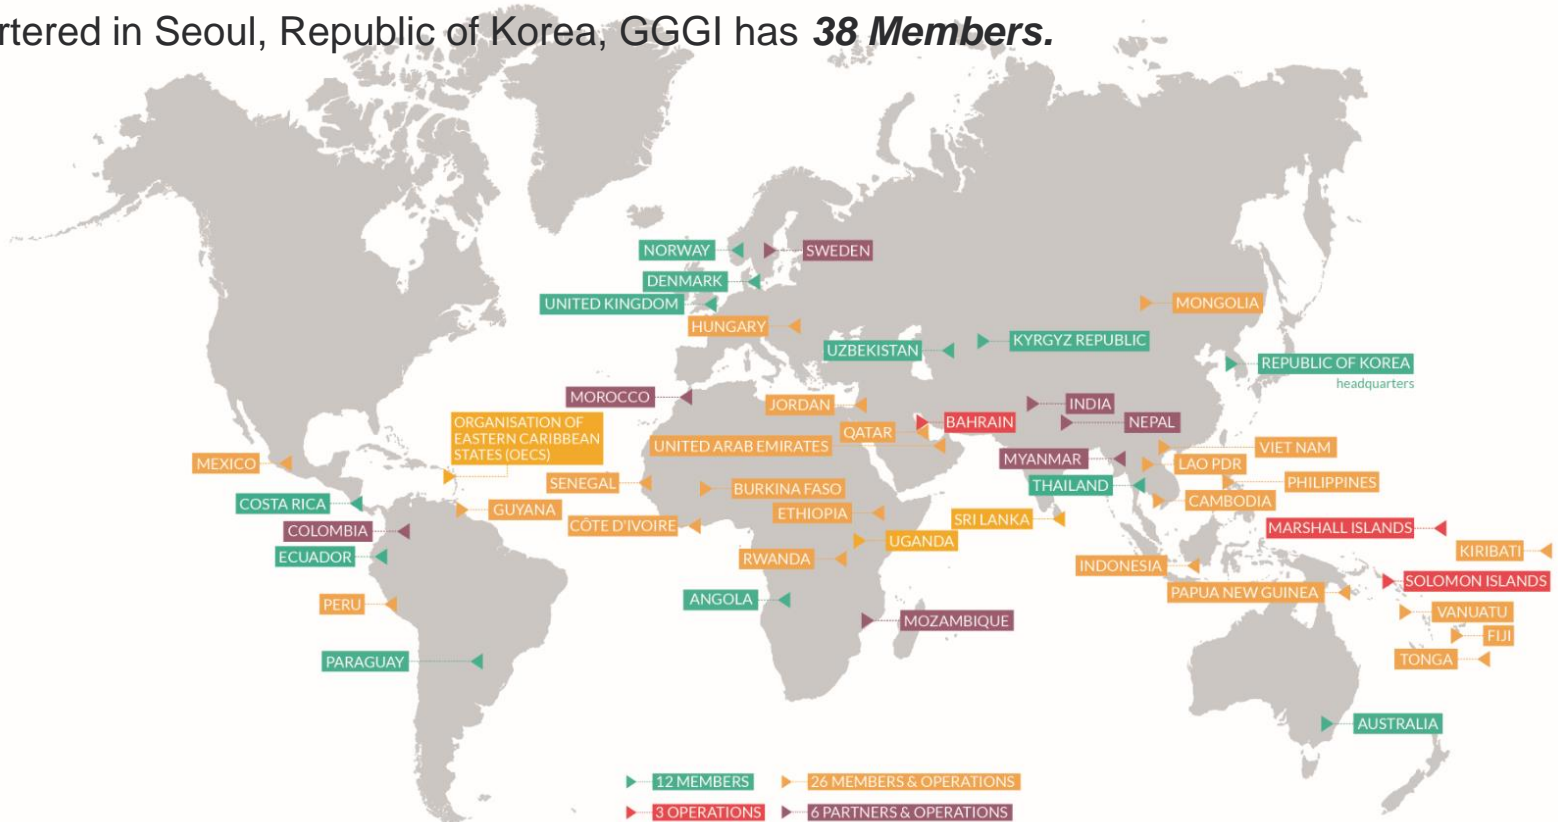 rtered in Seoul, Republic of Korea, GGGI has 38 Members.
NORWAY
SWEDEN
DENMARK
UNITED KINGDOM
MONGOLIA
HUNGARY
KYRGYZ REPUBLIC
UZBEKISTAN
REPUBLIC OF KOREA
headquarters
MOROCCO
JORDAN
INDIA
ORGANISATION OF
EASTERN CARIBBEAN
STATES (OECS)
BAHRAIN
NEPAL
QATAR
UNITED ARAB EMIRATES
VIET NAM
MYANMAR
MEXICO
LAO PDR
SENEGAL
BURKINA FASO
THAILAND
PHILIPPINES
COSTA RICA
CAMBODIA
GUYANA
ETHIOPIA
SRI LANKA
COLOMBIA
CÔTE D'IVOIRE
MARSHALL ISLANDS
UGANDA
KIRIBATI
ECUADOR
RWANDA
INDONESIA
SOLOMON ISLANDS
PAPUA NEW GUINEA
PERU
ANGOLA
VANUATU
MOZAMBIQUE
FIJI
PARAGUAY
TONGA
AUSTRALIA
12 MEMBERS
26 MEMBERS & OPERATIONS
3 OPERATIONS
6 PARTNERS & OPERATIONS